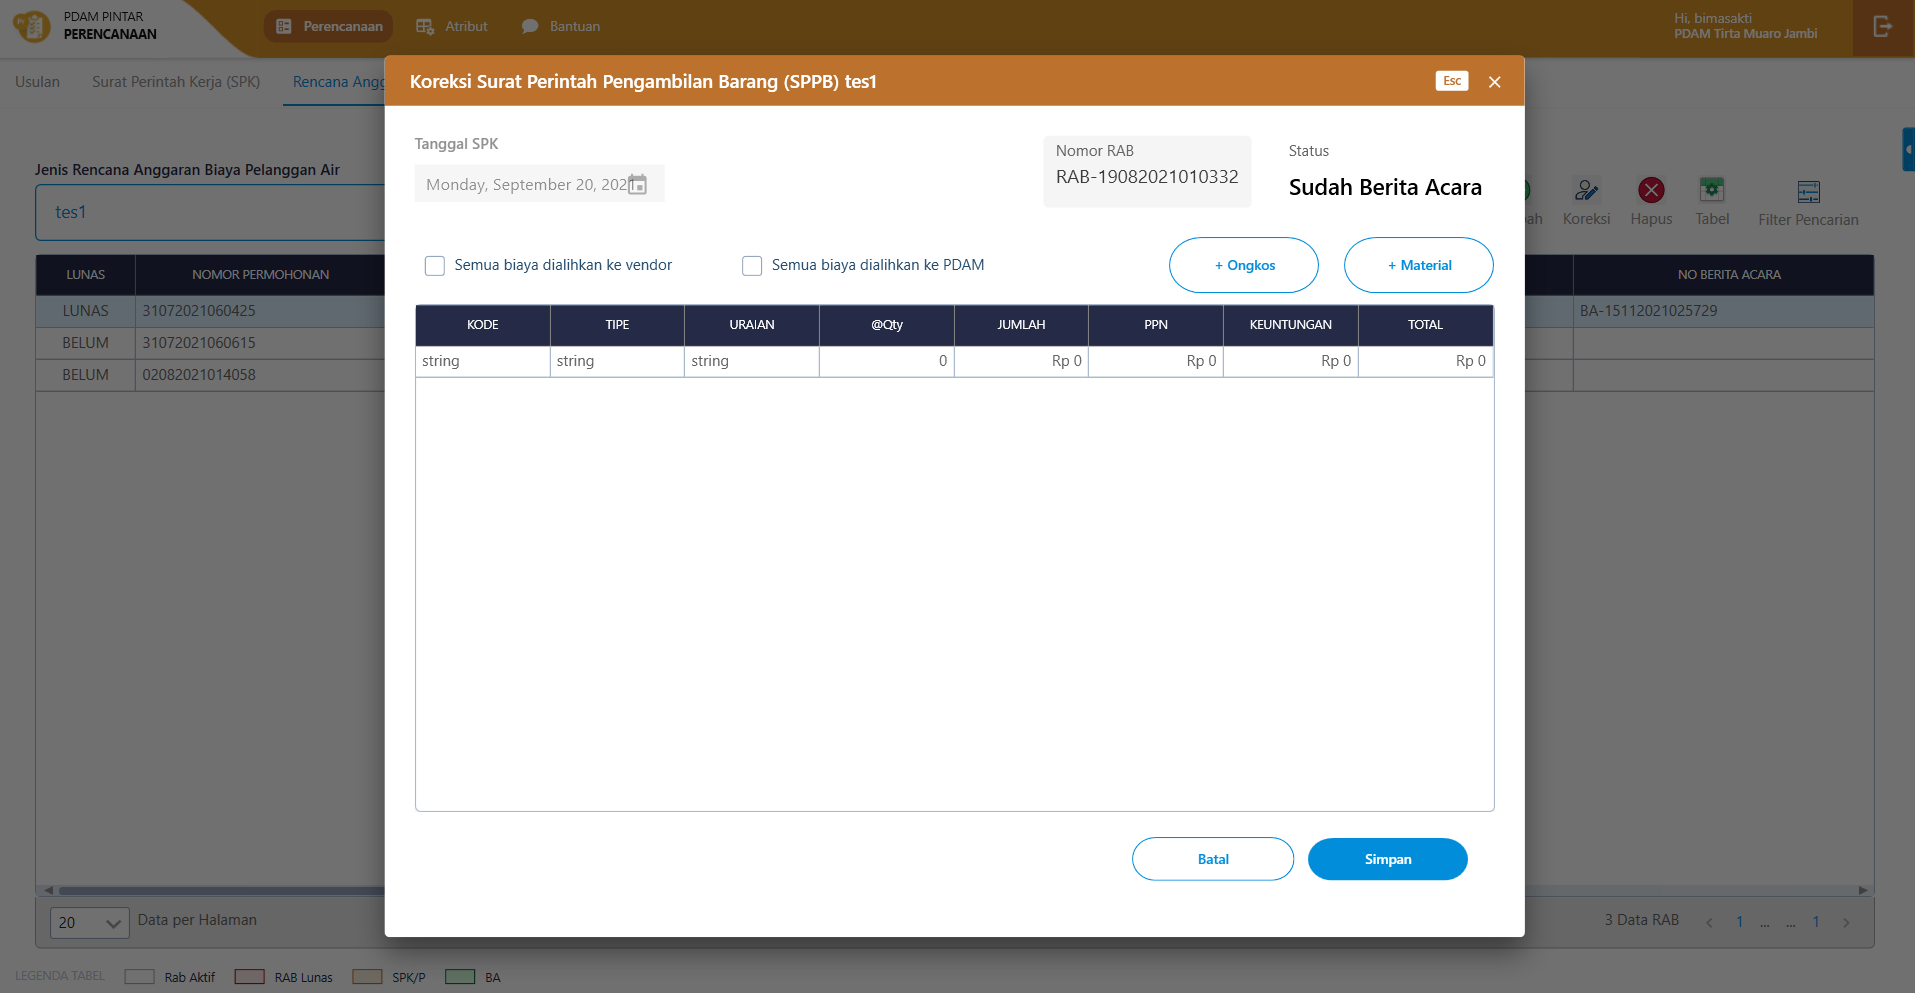 PDAM PINTAR
PERENCANAAN
Perencanaan
Atribut
Bantuan
Hi, bimasakti
PDAM Tirta Muaro Jambi
Usulan
Surat Perintah Kerja (SPK)
Rencana Angg
Koreksi Surat Perintah Pengambilan Barang (SPPB) tes1
Esc
Tanggal SPK
Monday, September 20, 2021
Nomor RAB
RAB-19082021010332
Status
Sudah Berita Acara
Jenis Rencana Anggaran Biaya Pelanggan Air
tes1
ah
Koreksi
Hapus
Tabel
Filter Pencarian
Semua biaya dialihkan ke vendor
Semua biaya dialihkan ke PDAM
+ Ongkos
+ Material
LUNAS NOMOR PERMOHONAN
NO BERITA ACARA
LUNAS 31072021060425
BA-15112021025729
BELUM 31072021060615
BELUM 02082021014058
KODE TIPE URAIAN @Qty JUMLAH PPN KEUNTUNGAN TOTAL
string string string 0 Rp 0 Rp 0 Rp 0 Rp 0
Batal
Simpan
20
Data per Halaman
3 Data RAB
1 ... ... 1
LEGENDA TABEL
Rab Aktif
RAB Lunas
SPK/P
BA